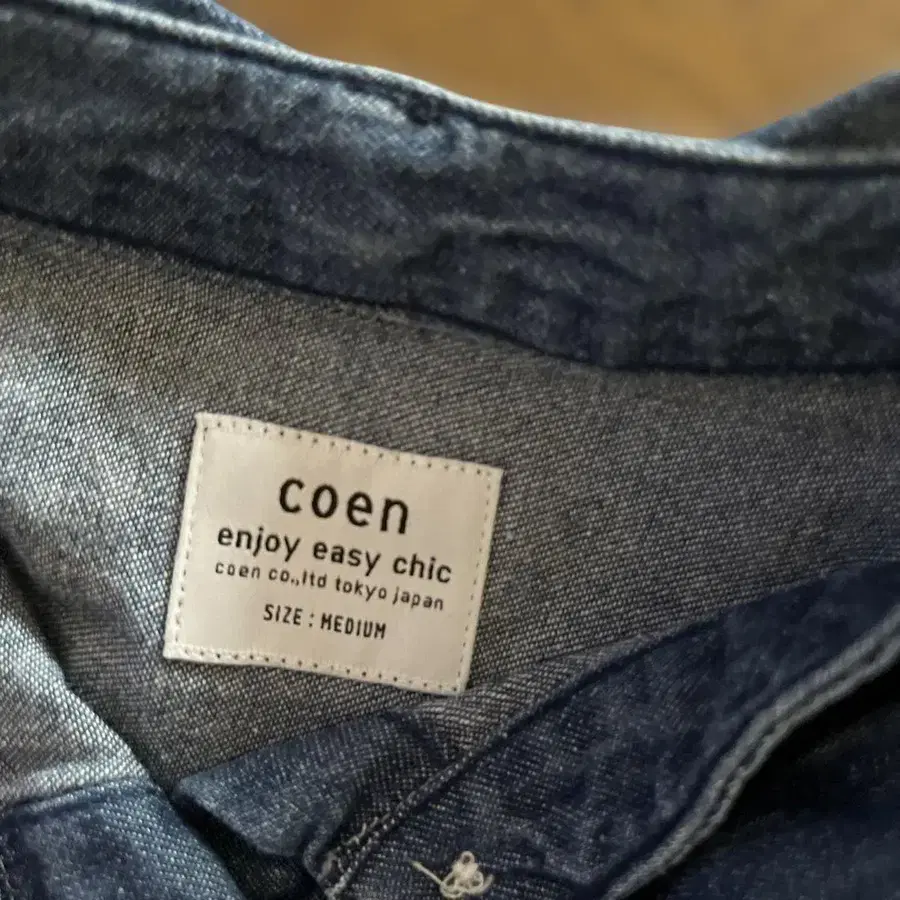 coen
enjoy easy chic
coen co.,ltd tokyo japan
SIZE : MEDIUM